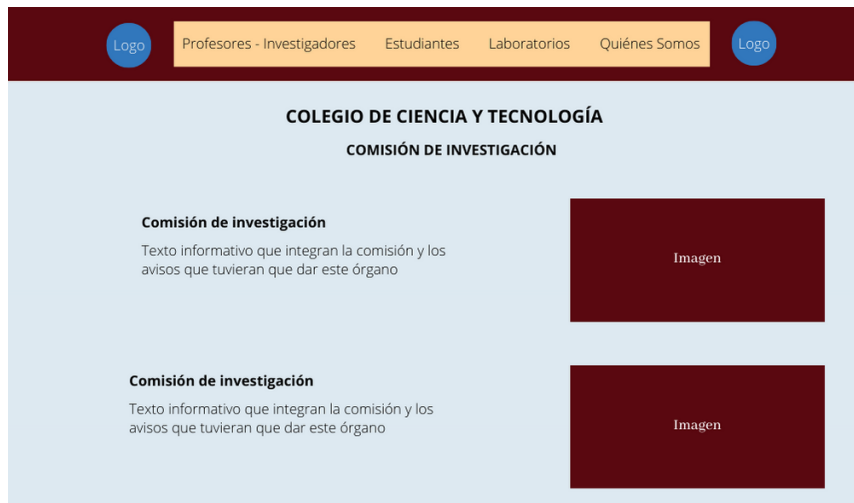 Logo
Profesores - Investigadores
Estudiantes
Laboratorios
Quiénes Somos
Logo
COLEGIO DE CIENCIA Y TECNOLOGÍA
COMISIÓN DE INVESTIGACIÓN
Comisión de investigación
Texto informativo que integran la comisión y los
avisos que tuvieran que dar este órgano
Imagen
Comisión de investigación
Texto informativo que integran la comisión y los
avisos que tuvieran que dar este órgano
Imagen